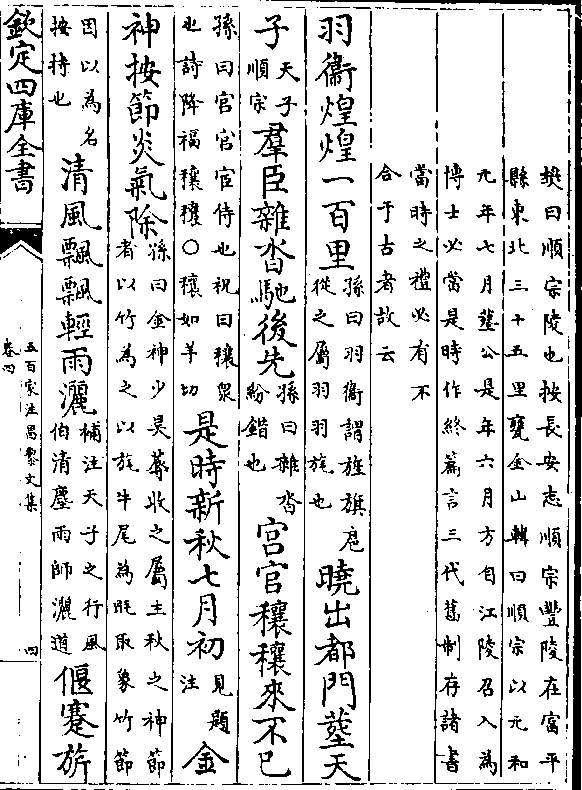 樊曰順宗陵也按長安志順宗豐陵在富平
縣東北三十五里甕金山韓曰順宗以元和
元年七月塟公是年六月方自江陵召入為
博士必當是時作終篇言三代舊制存諸書
當時之禮必有不
合于古者故云
羽衞煌煌一百里孫曰羽衞謂旌旗扈從之屬羽羽旄也曉出都門塟天
子天子順宗羣臣雜沓馳後先孫曰雜沓紛錯也宮官穰穰來不已
孫曰宮官宦侍也祝曰穰衆也詩降福穰穰○穰如羊切是時新秋七月初見題注金
神按節炎氣除孫曰金神少昊蓐收之屬主秋之神節者以竹為之以旄牛尾為眊取象竹節
因以為名按持也清風飄飄輕雨灑補注天子之行風伯清塵雨師灑道偃蹇旂
欽定四庫全書
五百家注昌黎文集
卷四
四